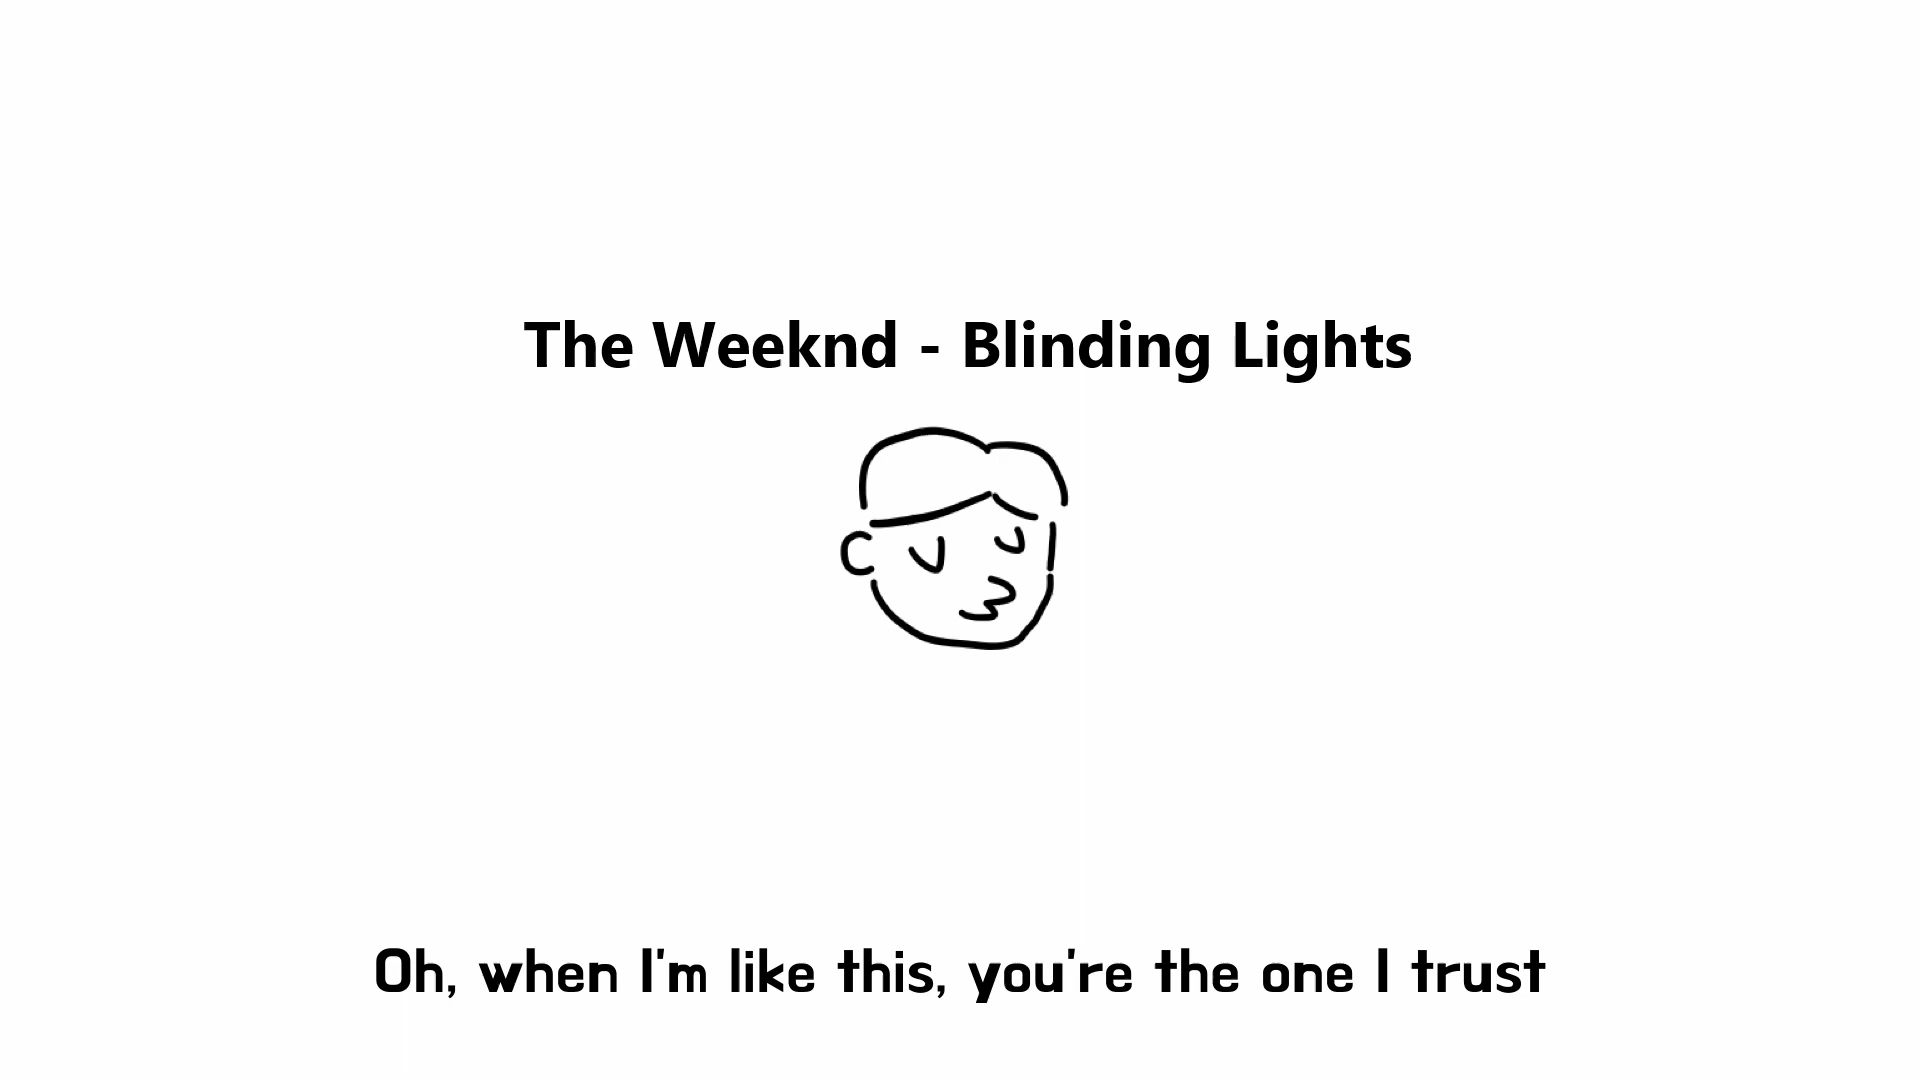 The Weeknd - Blinding Lights
Oh, when I'm like this, you're the one I trust